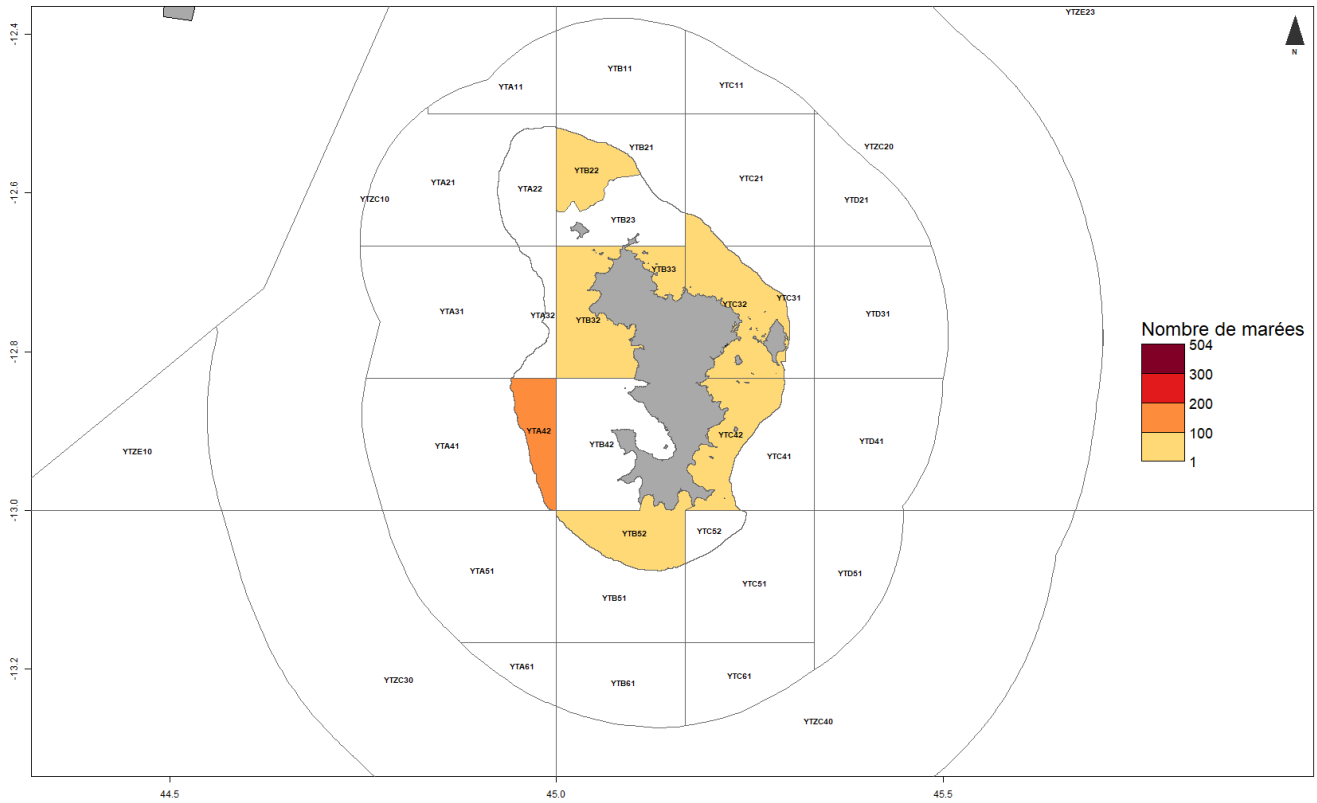 YTZE23
-12.4
N
YTB11
YTA11
YTC11
YTB21
YTZC20
YTB22
YTC21
YTA21
YTA22
-12.6
YTZC10
YTD21
YTB23
YTB33
YTC31
YTC32
YTA31
YTA32
YTB32
YTD31
Nombre de marées
504
300
200
100
1
-12.8
YTA42
YTC42
YTD41
YTA41
YTB42
YTZE10
YTC41
-13.0
YTB52
YTC52
YTA51
YTD51
YTC51
YTB51
-13.2
YTA61
YTZC30
YTB61
YTC61
YTZC40
44.5
45.0
45.5